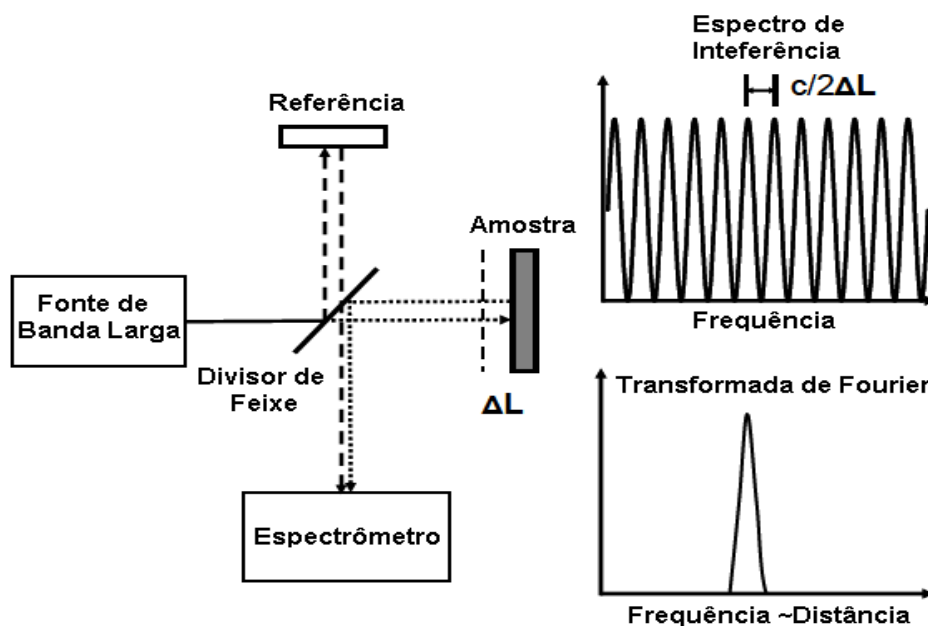 Espectro de
Inteferência
c/2ΔL
Referência
Amostra
Fonte de
Banda Larga
Divisor de
Feixe
ΔL
Espectrômetro
Frequência
Transformada de Fourier
Frequência ~Distância